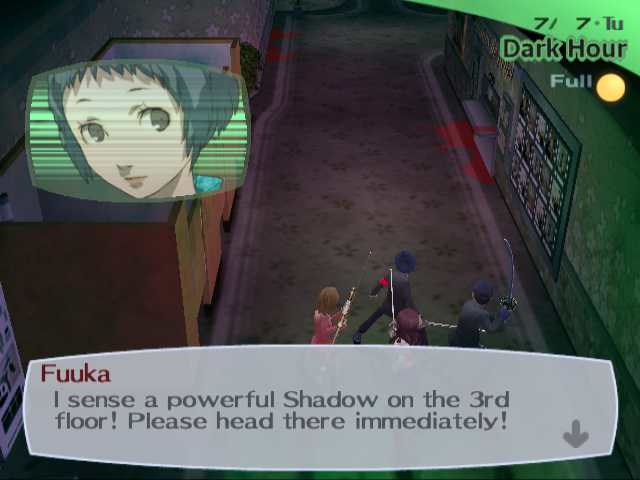 7/ 7・Tu
Dark Hour
Full
Fuuka
I sense a powerful Shadow on the 3rd
floor! Please head there immediately!